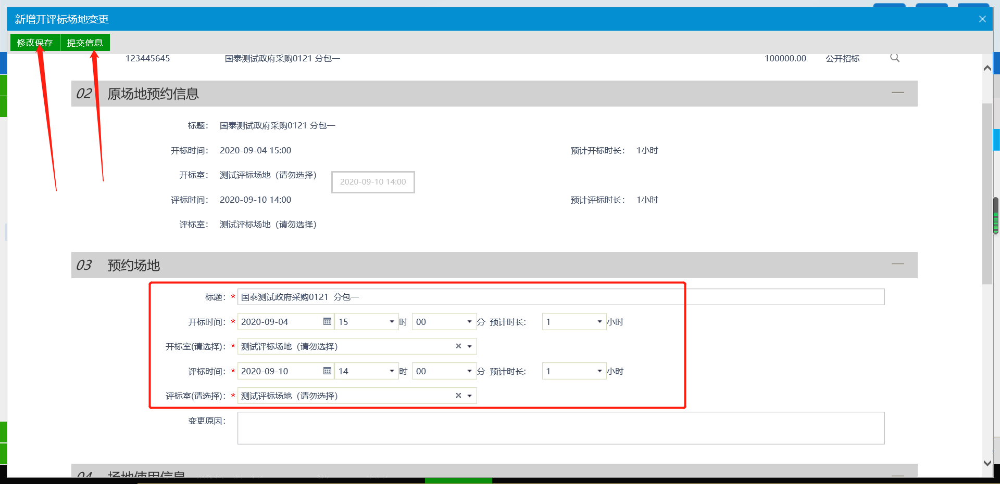 新增开评标场地变更
修改保存 提交信息
123445645 国泰测试政府采购0121 分包一 100000.00 公开招标
02 原场地预约信息
标题： 国泰测试政府采购0121 分包一
开标时间： 2020-09-04 15:00 预计开标时长： 1小时
开标室： 测试评标场地（请勿选择）
2020-09-10 14:00
评标时间： 2020-09-10 14:00 预计评标时长： 1小时
评标室： 测试评标场地（请勿选择）
03 预约场地
标题：* 国泰测试政府采购0121 分包一
开标时间：* 2020-09-04 15 时 00 分 预计时长: 1 小时
开标室(请选择)：* 测试评标场地（请勿选择）
评标时间：* 2020-09-10 14 时 00 分 预计时长: 1 小时
评标室(请选择)：* 测试评标场地（请勿选择）
变更原因：
04 场地使用信息